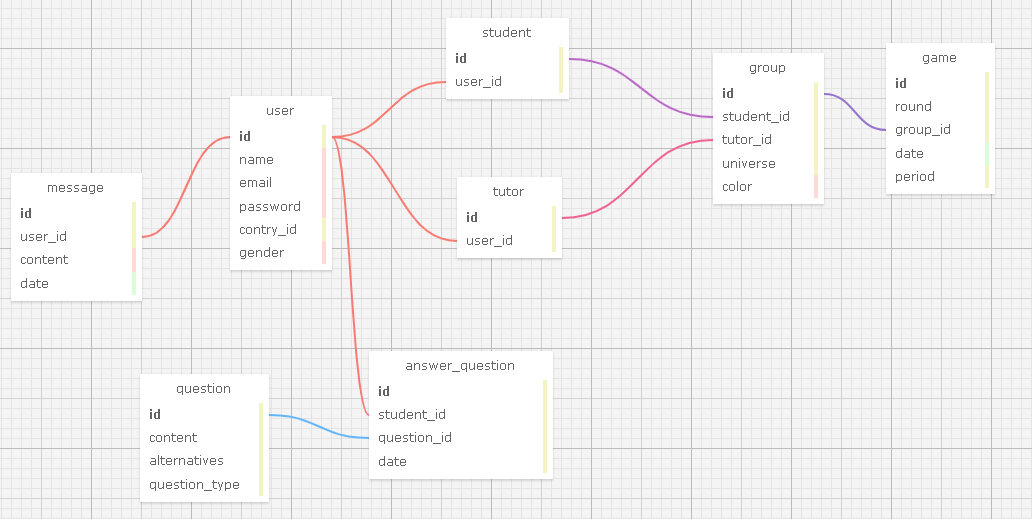 student
id
user_id
group
id
student_id
tutor_id
universe
color
game
id
round
group_id
date
period
user
id
name
email
password
contry_id
gender
message
id
user_id
content
date
tutor
id
user_id
answer_question
id
student_id
question_id
date
question
id
content
alternatives
question_type